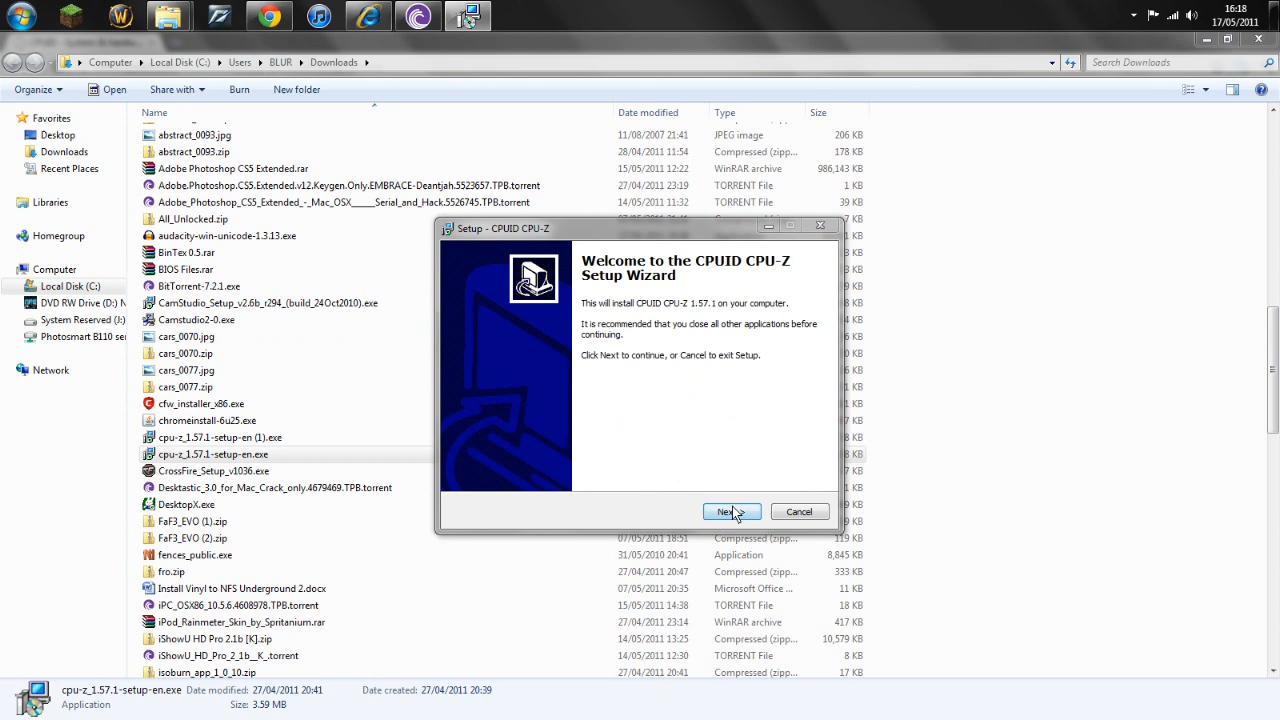 16:18
17/05/2011
Computer Local Disk (C:) Users BLUR Downloads
Search Downloads
Organize Open Share with Burn New folder
Name Date modified Type Size
Favorites
Desktop
Downloads
Recent Places
Libraries
Homegroup
Computer
Local Disk (C:)
DVD RW Drive (D:) N
System Reserved (J:)
Photosmart B110 ser
Network
abstract_0093.jpg 11/08/2007 21:41 JPEG image 206 KB
abstract_0093.zip 28/04/2011 11:54 Compressed (zipp... 178 KB
Adobe Photoshop CS5 Extended.rar 15/05/2011 12:22 WinRAR archive 986,143 KB
Adobe.Photoshop.CS5.Extended.v12.Keygen.Only.EMBRACE-Deantjah.5523657.TPB.torrent 27/04/2011 23:19 TORRENT File 1 KB
Adobe_Photoshop_CS5_Extended_-_Mac_OSX_____Serial_and_Hack.5526745.TPB.torrent 14/05/2011 11:32 TORRENT File 39 KB
All_Unlocked.zip 7 KB
audacity-win-unicode-1.3.13.exe
BinTex 0.5.rar
BIOS Files.rar
BitTorrent-7.2.1.exe
CamStudio_Setup_v2.6b_r294_(build_24Oct2010).exe
Camstudio2-0.exe
cars_0070.jpg
cars_0070.zip
cars_0077.jpg
cars_0077.zip
cfw_installer_x86.exe
chromeinstall-6u25.exe
cpu-z_1.57.1-setup-en (1).exe
cpu-z_1.57.1-setup-en.exe
CrossFire_Setup_v1036.exe
Desktastic_3.0_for_Mac_Crack_only.4679469.TPB.torrent
DesktopX.exe
FaF3_EVO (1).zip
FaF3_EVO (2).zip 07/05/2011 18:51 Compressed (zipp... 119 KB
fences_public.exe 31/05/2010 20:41 Application 8,845 KB
fro.zip 27/04/2011 20:47 Compressed (zipp... 333 KB
Install Vinyl to NFS Underground 2.docx 07/05/2011 20:35 Microsoft Office ... 11 KB
iPC_OSX86_10.5.6.4608978.TPB.torrent 15/05/2011 14:38 TORRENT File 18 KB
iPod_Rainmeter_Skin_by_Spritanium.rar 27/04/2011 23:14 WinRAR archive 417 KB
iShowU HD Pro 2.1b [K].zip 14/05/2011 13:25 Compressed (zipp... 10,579 KB
iShowU_HD_Pro_2_1b__K_.torrent 14/05/2011 12:30 TORRENT File 8 KB
isoburn_app_1_0_10.zip 27/04/2011 20:41 Compressed (zipp... 17 KB
Setup - CPUID CPU-Z
Welcome to the CPUID CPU-Z
Setup Wizard
This will install CPUID CPU-Z 1.57.1 on your computer.
It is recommended that you close all other applications before
continuing.
Click Next to continue, or Cancel to exit Setup.
Next > Cancel
cpu-z_1.57.1-setup-en.exe Date modified: 27/04/2011 20:41 Date created: 27/04/2011 20:39
Application Size: 3.59 MB